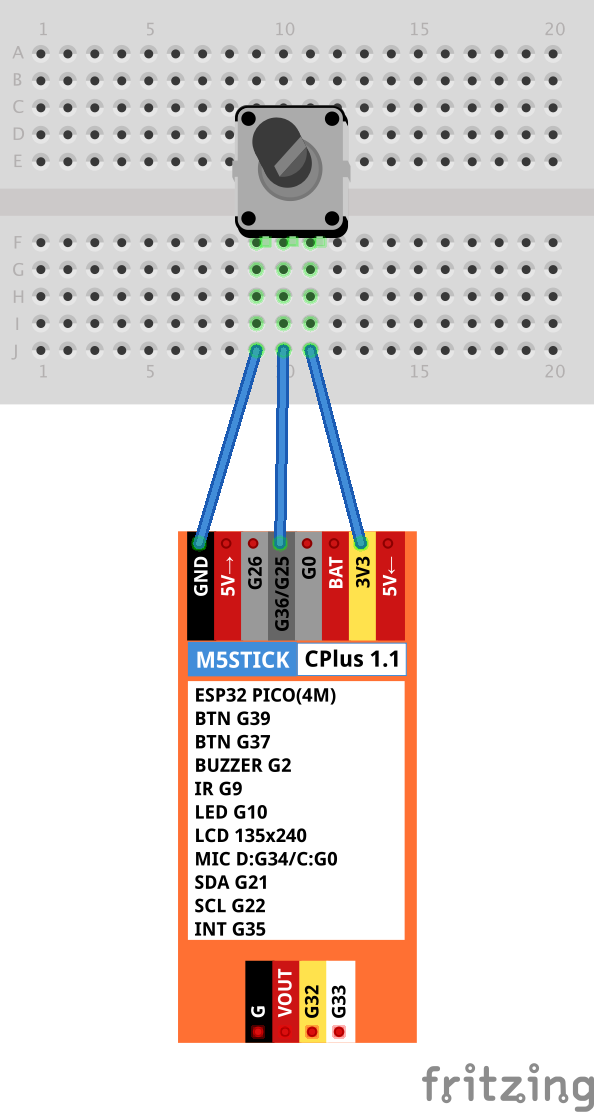 1 5 10 15 20
A
B
C
D
E
F
G
H
I
J
1 5 0 15 20
GND 5V→ G26 G36/G25 G0 BAT 3V3 5V←
M5STICK CPlus 1.1
ESP32 PICO(4M)
BTN G39
BTN G37
BUZZER G2
IR G9
LED G10
LCD 135x240
MIC D:G34/C:G0
SDA G21
SCL G22
INT G35
G VOUT G32 G33
fritzing